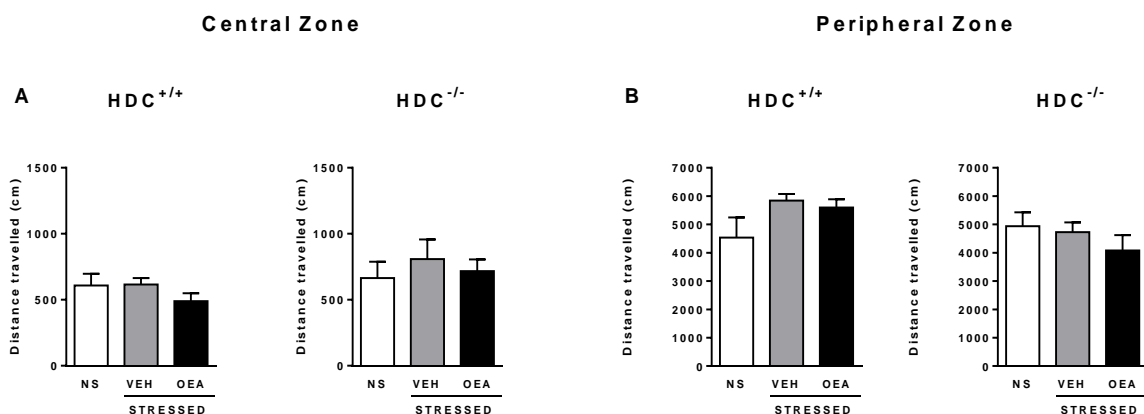 Central Zone
Peripheral Zone
A
HDC+/+
HDC-/-
B
HDC+/+
HDC-/-
Distance travelled (cm)
1500
1000
500
0
NS VEH OEA
STRESSED
Distance travelled (cm)
1500
1000
500
0
NS VEH OEA
STRESSED
Distance travelled (cm)
7000
6000
5000
4000
3000
2000
1000
0
NS VEH OEA
STRESSED
Distance travelled (cm)
7000
6000
5000
4000
3000
2000
1000
0
NS VEH OEA
STRESSED